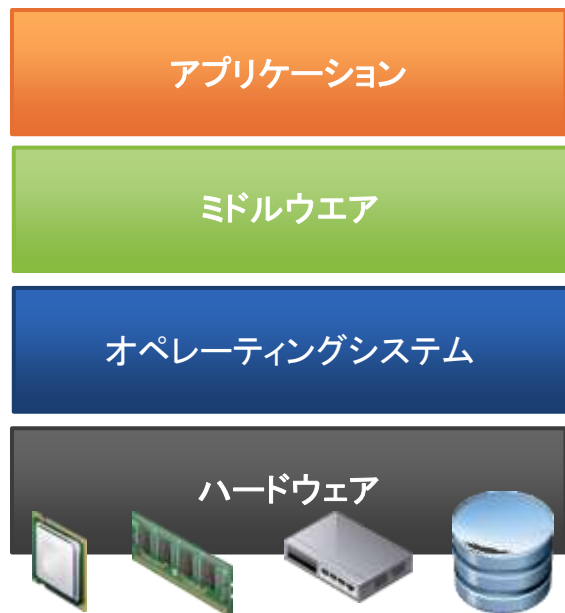 アプリケーション
ミドルウエア
オペレーティングシステム
ハードウェア